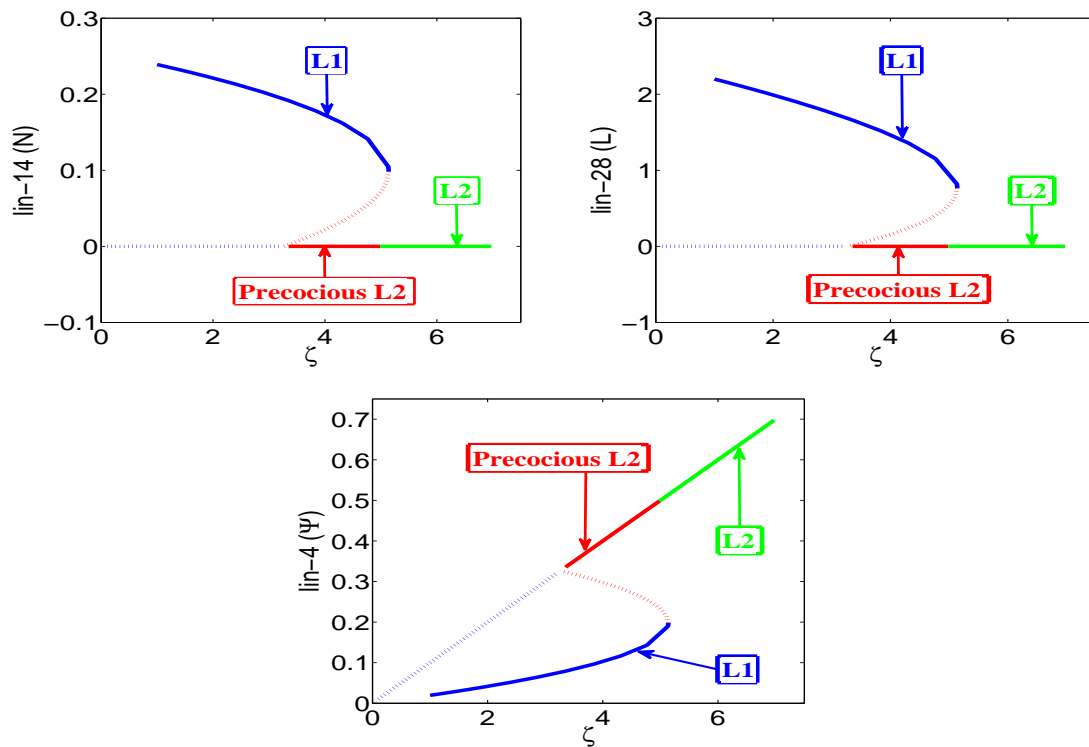 lin−14 (N)
0.3
0.2
0.1
0
−0.1
0 2 4 6
ζ
L1
L2
Precocious L2
lin−28 (L)
3
2
1
0
−1
0 2 4 6
ζ
L1
L2
Precocious L2
lin−4 (Ψ)
0.7
0.6
0.5
0.4
0.3
0.2
0.1
0
0 2 4 6
ζ
Precocious L2
L2
L1